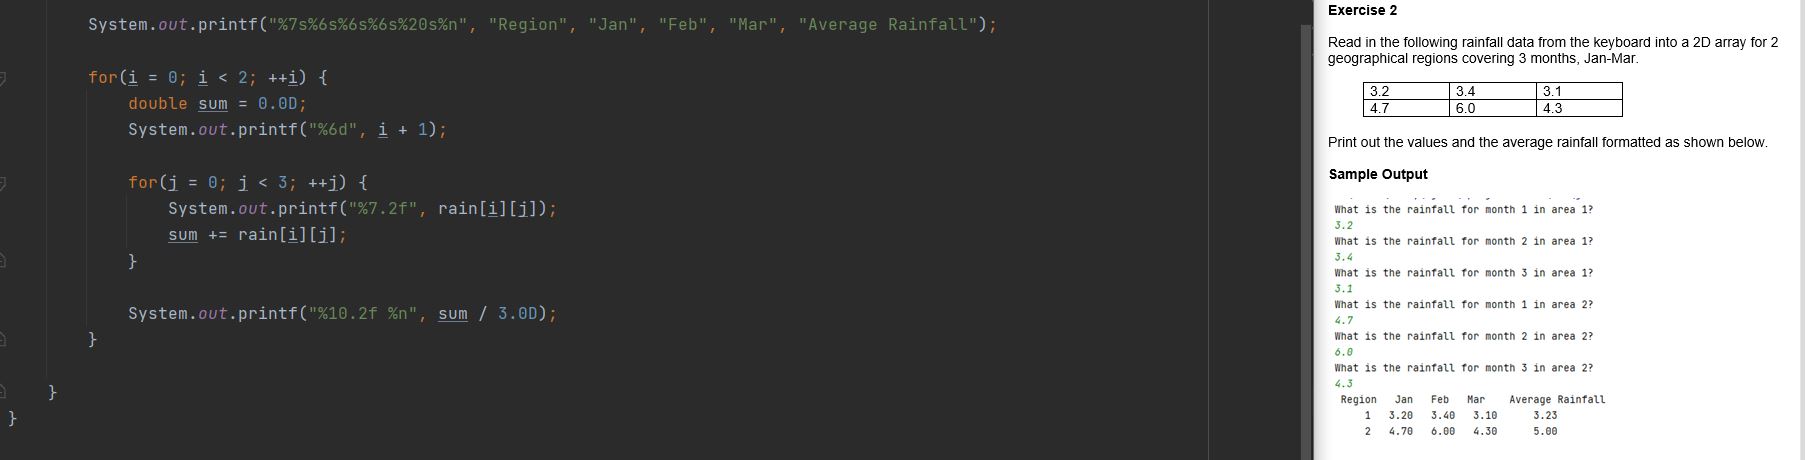 System.out.printf("%7s%6s%6s%6s%20s%n", "Region", "Jan", "Feb", "Mar", "Average Rainfall");
for(i = 0; i < 2; ++i) {
double sum = 0.0D;
System.out.printf("%6d", i + 1);
for(j = 0; j < 3; ++j) {
System.out.printf("%7.2f", rain[i][j]);
sum += rain[i][j];
}
System.out.printf("%10.2f %n", sum / 3.0D);
}
}
}
Exercise 2
Read in the following rainfall data from the keyboard into a 2D array for 2
geographical regions covering 3 months, Jan-Mar.
3.2 3.4 3.1
4.7 6.0 4.3
Print out the values and the average rainfall formatted as shown below.
Sample Output
What is the rainfall for month 1 in area 1?
3.2
What is the rainfall for month 2 in area 1?
3.4
What is the rainfall for month 3 in area 1?
3.1
What is the rainfall for month 1 in area 2?
4.7
What is the rainfall for month 2 in area 2?
6.0
What is the rainfall for month 3 in area 2?
4.3
Region Jan Feb Mar Average Rainfall
1 3.20 3.40 3.10 3.23
2 4.70 6.00 4.30 5.00